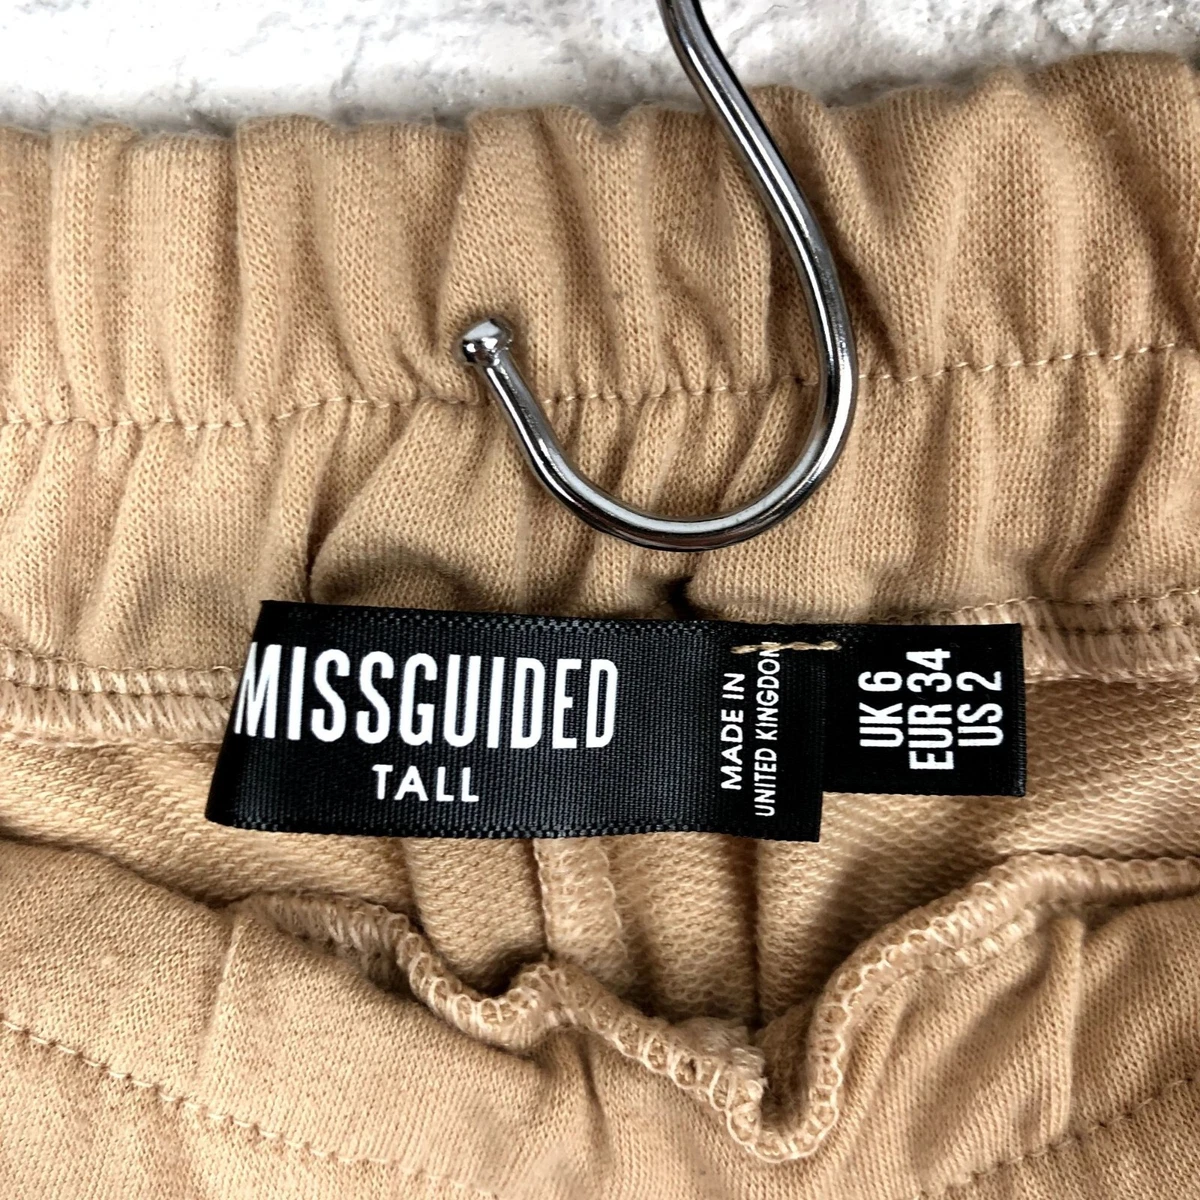 MISSGUIDED
TALL
MADE IN
UNITED KINGDOM
UK 6
EUR 34
US 2